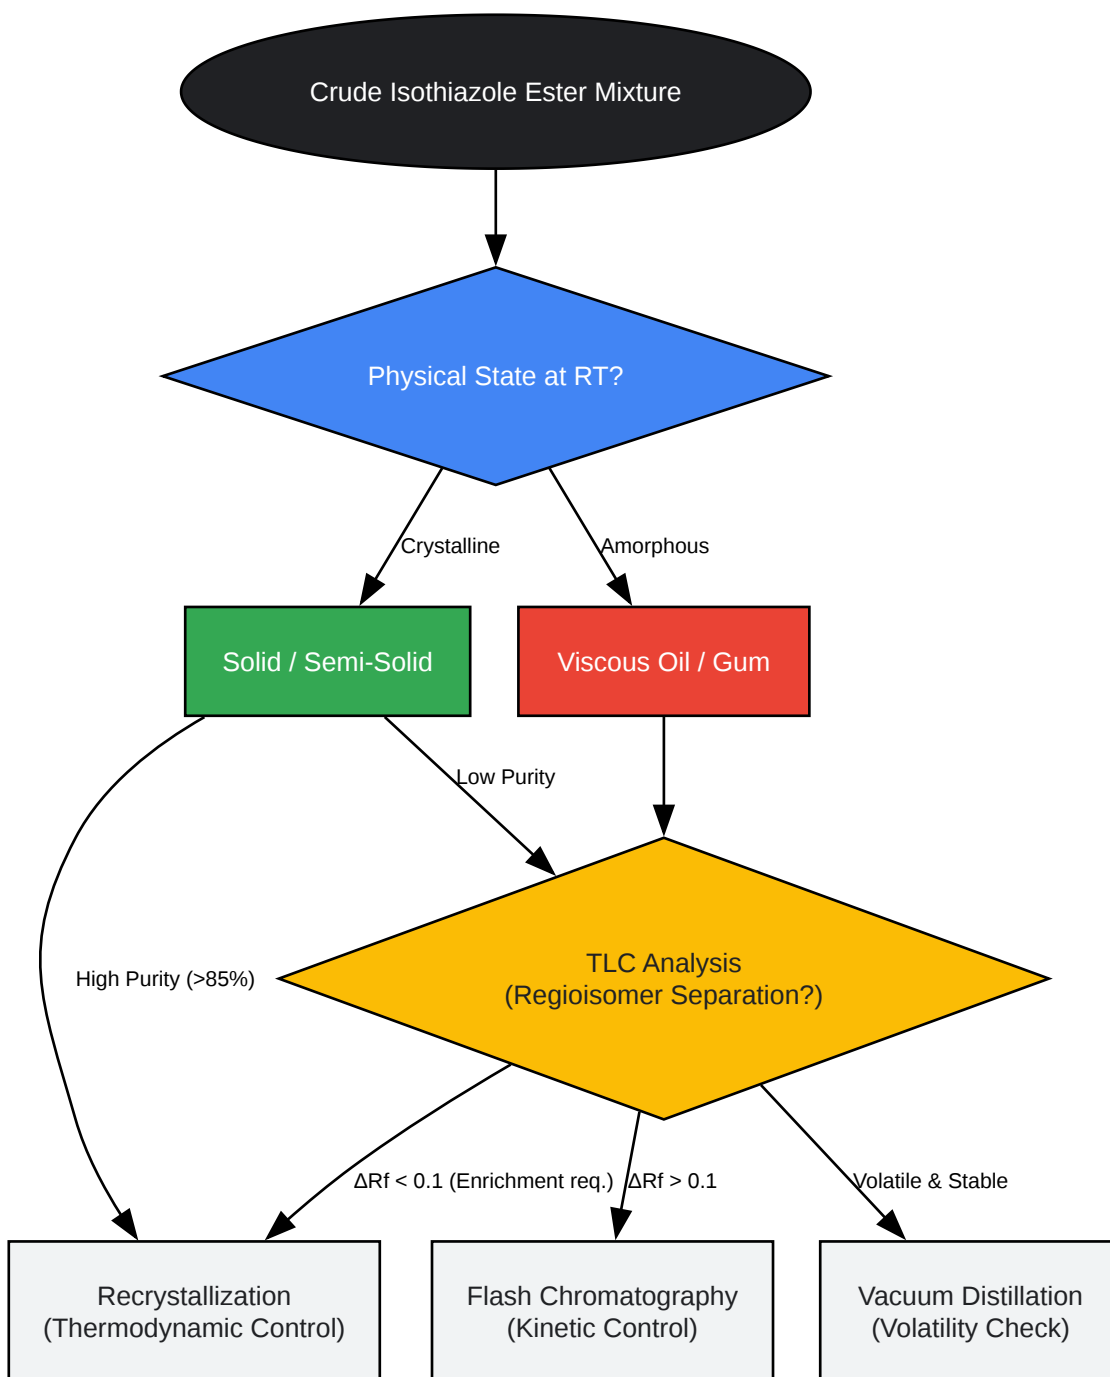 Crude Isothiazole Ester Mixture
Physical State at RT?
Crystalline
Amorphous
Solid / Semi-Solid
Viscous Oil / Gum
Low Purity
High Purity (>85%)
TLC Analysis
(Regioisomer Separation?)
ΔRf < 0.1 (Enrichment req.)
ΔRf > 0.1
Volatile & Stable
Recrystallization
(Thermodynamic Control)
Flash Chromatography
(Kinetic Control)
Vacuum Distillation
(Volatility Check)